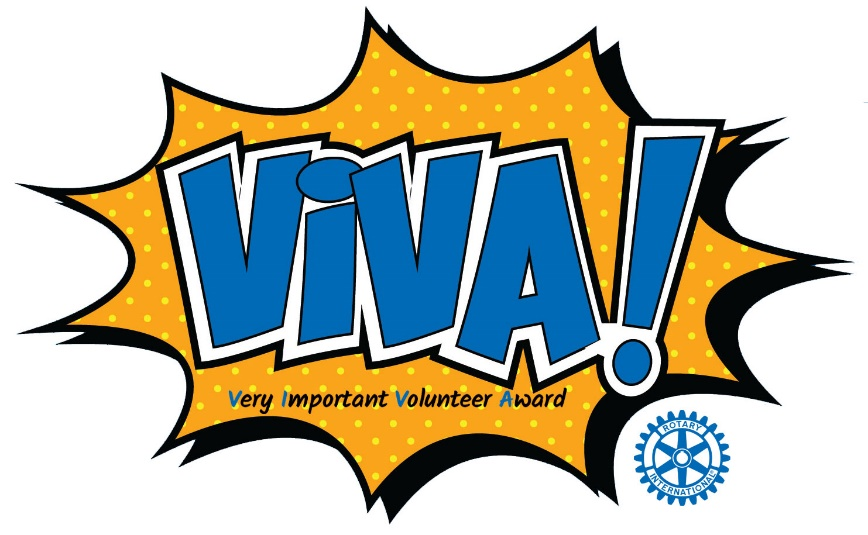 ViVA!
Very Important Volunteer Award
ROTARY
INTERNATIONAL